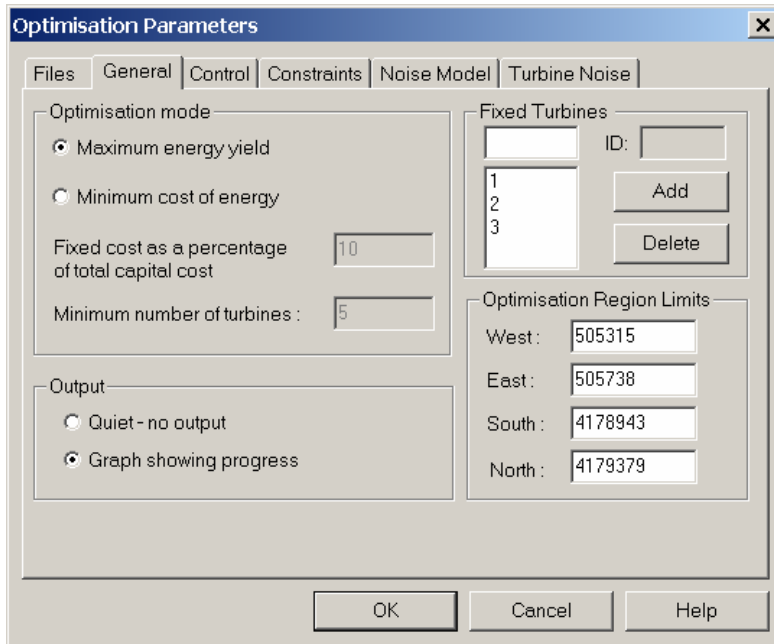 Optimisation Parameters
Files
General
Control
Constraints
Noise Model
Turbine Noise
Optimisation mode
Maximum energy yield
Minimum cost of energy
Fixed cost as a percentage
of total capital cost
10
Minimum number of turbines :
5
Output
Quiet - no output
Graph showing progress
Fixed Turbines
ID:
1
2
3
Add
Delete
Optimisation Region Limits
West :
505315
East :
505738
South :
4178943
North :
4179379
OK
Cancel
Help